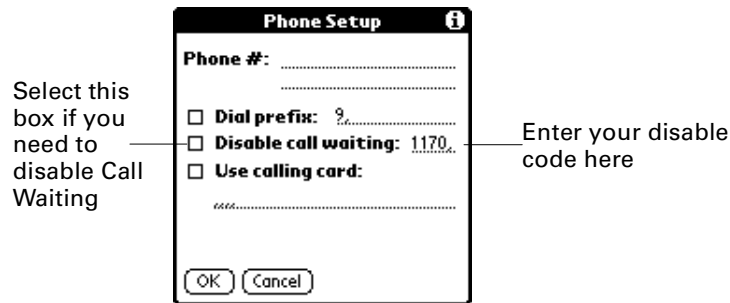 Phone Setup
Phone #:
Select this
box if you
need to
disable Call
Waiting
Dial prefix: 9,
Disable call waiting: 1170,
Use calling card:
,,,,
Enter your disable
code here
OK Cancel